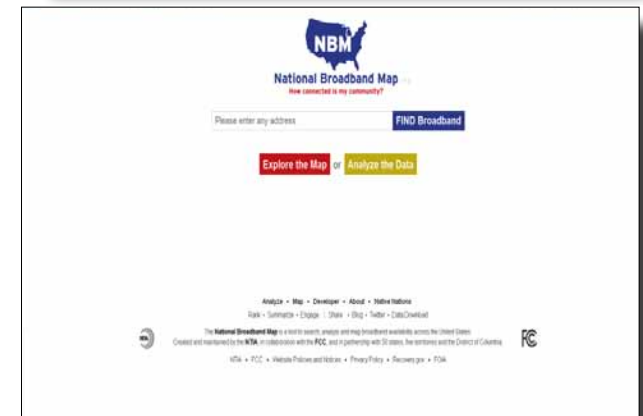 NBM
National Broadband Map
How connected is my community?
Please enter any address
FIND Broadband
Explore the Map or Analyze the Data
Analyze • Map • Developer • About • Native Nations
Rank • Summarize • Engage | Share • Blog • Twitter • Data Download
The National Broadband Map is a tool to search, analyze and map broadband availability across the United States.
Created and maintained by the NTIA, in collaboration with the FCC, and in partnership with 50 states, five territories and the District of Columbia.
NTIA • FCC • Website Policies and Notices • Privacy Policy • Recovery.gov • FOIA
FC